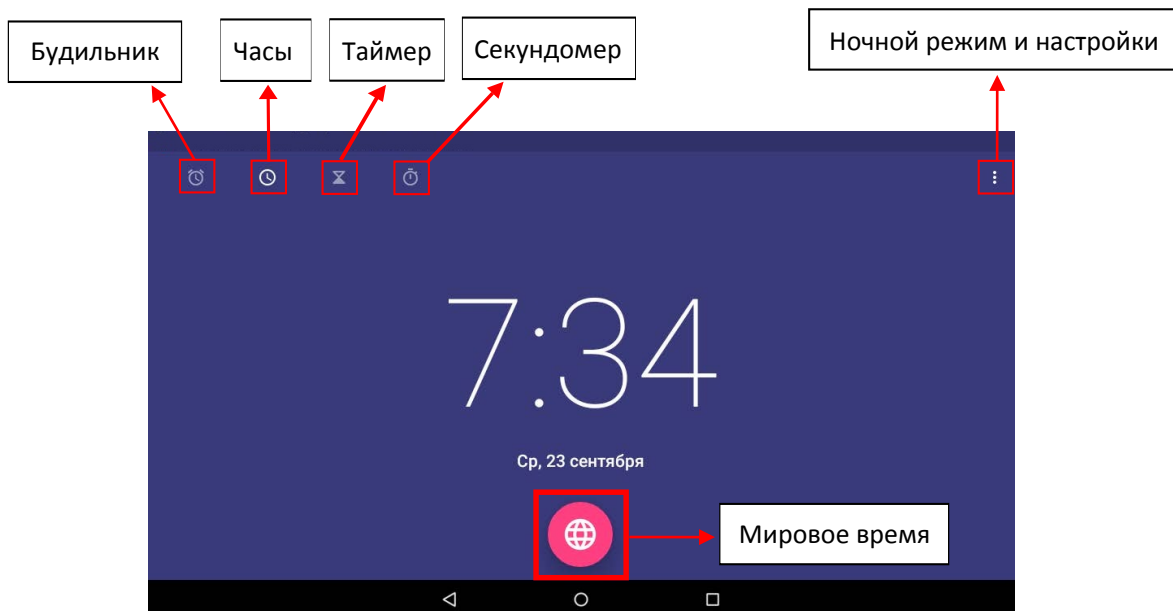 Будильник
Часы
Таймер
Секундомер
Ночной режим и настройки
7:34
Ср, 23 сентября
Мировое время